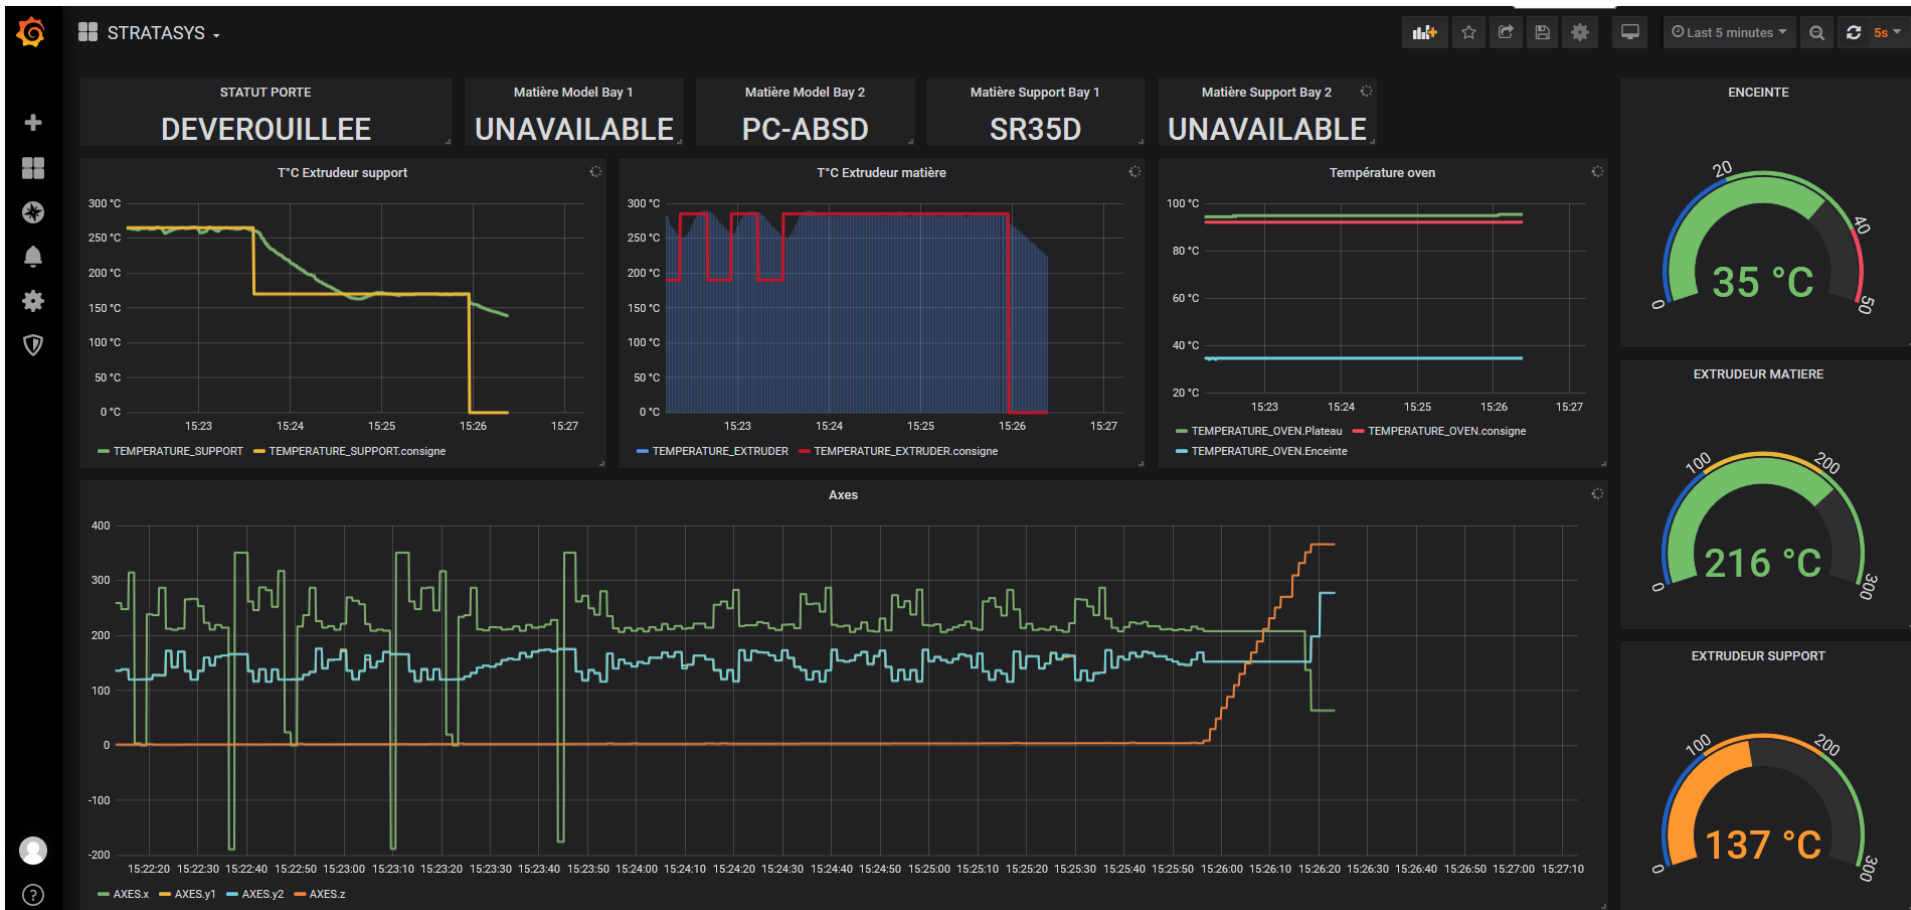 STRATASYS
Last 5 minutes
5s
STATUT PORTE
DEVEROUILLEE
Matière Model Bay 1
UNAVAILABLE
Matière Model Bay 2
PC-ABSD
Matière Support Bay 1
SR35D
Matière Support Bay 2
UNAVAILABLE
ENCEINTE
0
20
40
50
35 °C
T°C Extrudeur support
300 °C
250 °C
200 °C
150 °C
100 °C
50 °C
0 °C
15:23 15:24 15:25 15:26 15:27
TEMPERATURE_SUPPORT TEMPERATURE_SUPPORT.consigne
T°C Extrudeur matière
300 °C
250 °C
200 °C
150 °C
100 °C
50 °C
0 °C
15:23 15:24 15:25 15:26 15:27
TEMPERATURE_EXTRUDER TEMPERATURE_EXTRUDER.consigne
Température oven
100 °C
80 °C
60 °C
40 °C
20 °C
15:23 15:24 15:25 15:26 15:27
TEMPERATURE_OVEN.Plateau TEMPERATURE_OVEN.consigne
TEMPERATURE_OVEN.Enceinte
EXTRUDEUR MATIERE
0
100
200
300
216 °C
Axes
400
300
200
100
0
-100
-200
15:22:20 15:22:30 15:22:40 15:22:50 15:23:00 15:23:10 15:23:20 15:23:30 15:23:40 15:23:50 15:24:00 15:24:10 15:24:20 15:24:30 15:24:40 15:24:50 15:25:00 15:25:10 15:25:20 15:25:30 15:25:40 15:25:50 15:26:00 15:26:10 15:26:20 15:26:30 15:26:40 15:26:50 15:27:00 15:27:10
AXES.x AXES.y1 AXES.y2 AXES.z
EXTRUDEUR SUPPORT
0
100
200
300
137 °C